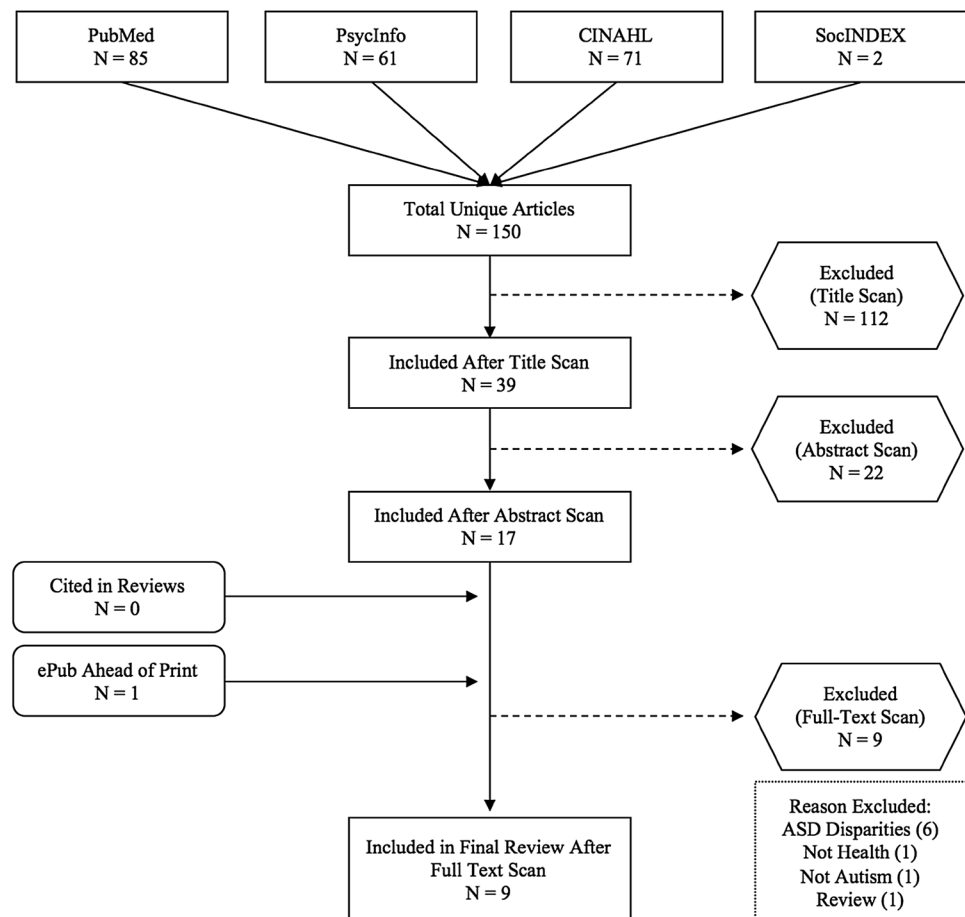 PubMed
N = 85
PsycInfo
N = 61
CINAHL
N = 71
SocINDEX
N = 2
Total Unique Articles
N = 150
Excluded
(Title Scan)
N = 112
Included After Title Scan
N = 39
Excluded
(Abstract Scan)
N = 22
Included After Abstract Scan
N = 17
Cited in Reviews
N = 0
ePub Ahead of Print
N = 1
Excluded
(Full-Text Scan)
N = 9
Reason Excluded:
ASD Disparities (6)
Not Health (1)
Not Autism (1)
Review (1)
Included in Final Review After
Full Text Scan
N = 9